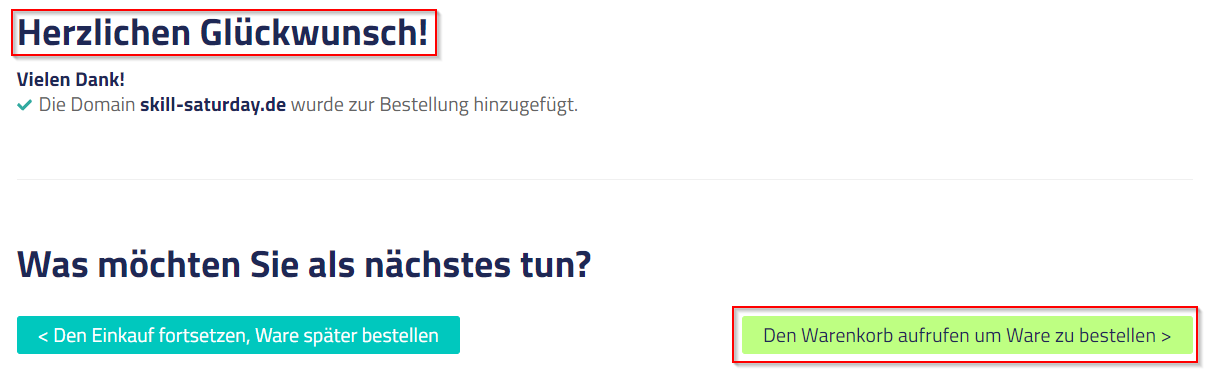 Herzlichen Glückwunsch!
Vielen Dank!
Die Domain skill-saturday.de wurde zur Bestellung hinzugefügt.
Was möchten Sie als nächstes tun?
< Den Einkauf fortsetzen, Ware später bestellen
Den Warenkorb aufrufen um Ware zu bestellen >